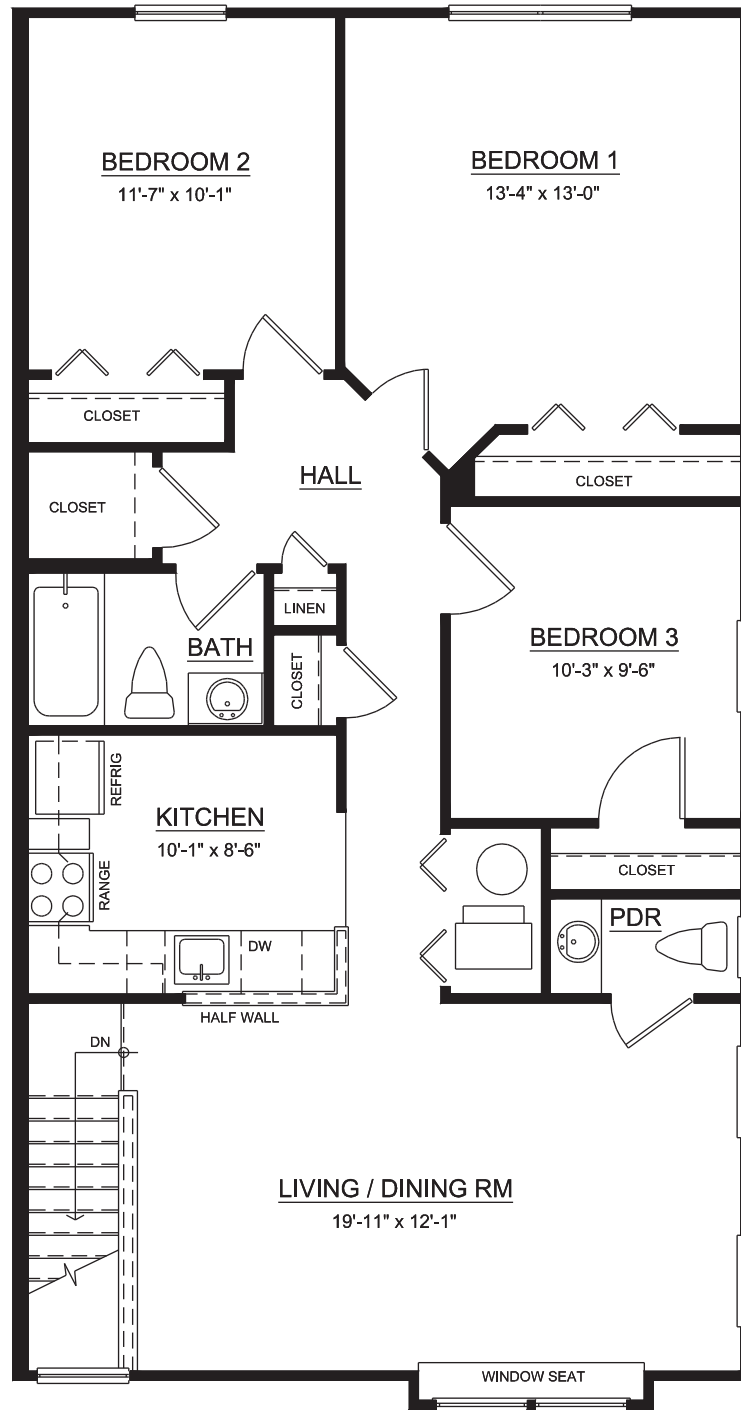 BEDROOM 2
11'-7" x 10'-1"
BEDROOM 1
13'-4" x 13'-0"
CLOSET
HALL
CLOSET
CLOSET
LINEN
BATH
CLOSET
BEDROOM 3
10'-3" x 9'-6"
REFRIG
KITCHEN
10'-1" x 8'-6"
RANGE
CLOSET
PDR
DW
HALF WALL
DN
LIVING / DINING RM
19'-11" x 12'-1"
WINDOW SEAT